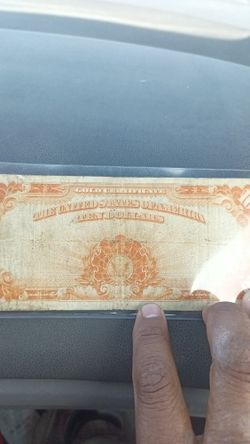 GOLD CERTIFICATE
THE UNITED STATES OF AMERICA
TEN DOLLARS